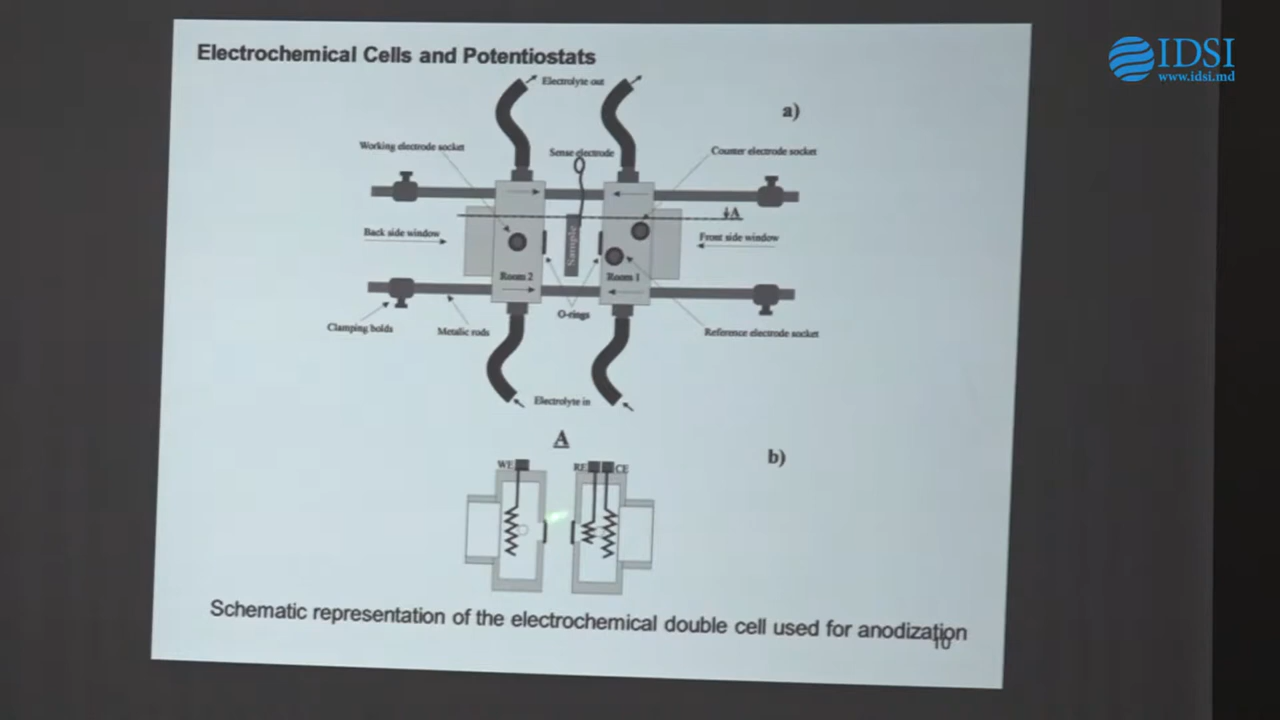 Electrochemical Cells and Potentiostats
IDSI
www.idsi.md
Electrolyte out
a)
Working electrode socket
Sense electrode
Counter electrode socket
A
Back side window
Sample
Front side window
Room 2
Room 1
O-rings
Clamping bolds
Metalic rods
Reference electrode socket
Electrolyte in
A
b)
WE
RE
CE
Schematic representation of the electrochemical double cell used for anodization
10